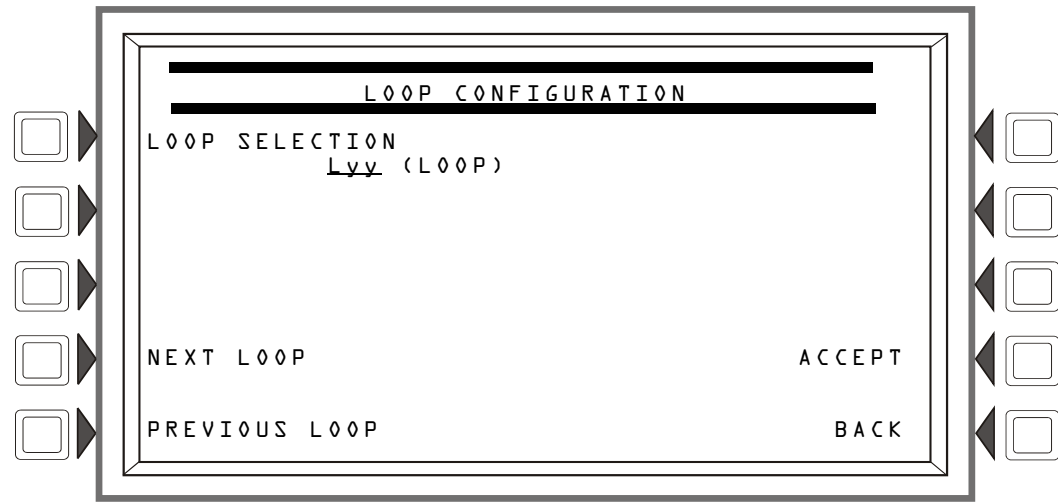 LOOP CONFIGURATION
LOOP SELECTION
Lyy (LOOP)
NEXT LOOP ACCEPT
PREVIOUS LOOP BACK